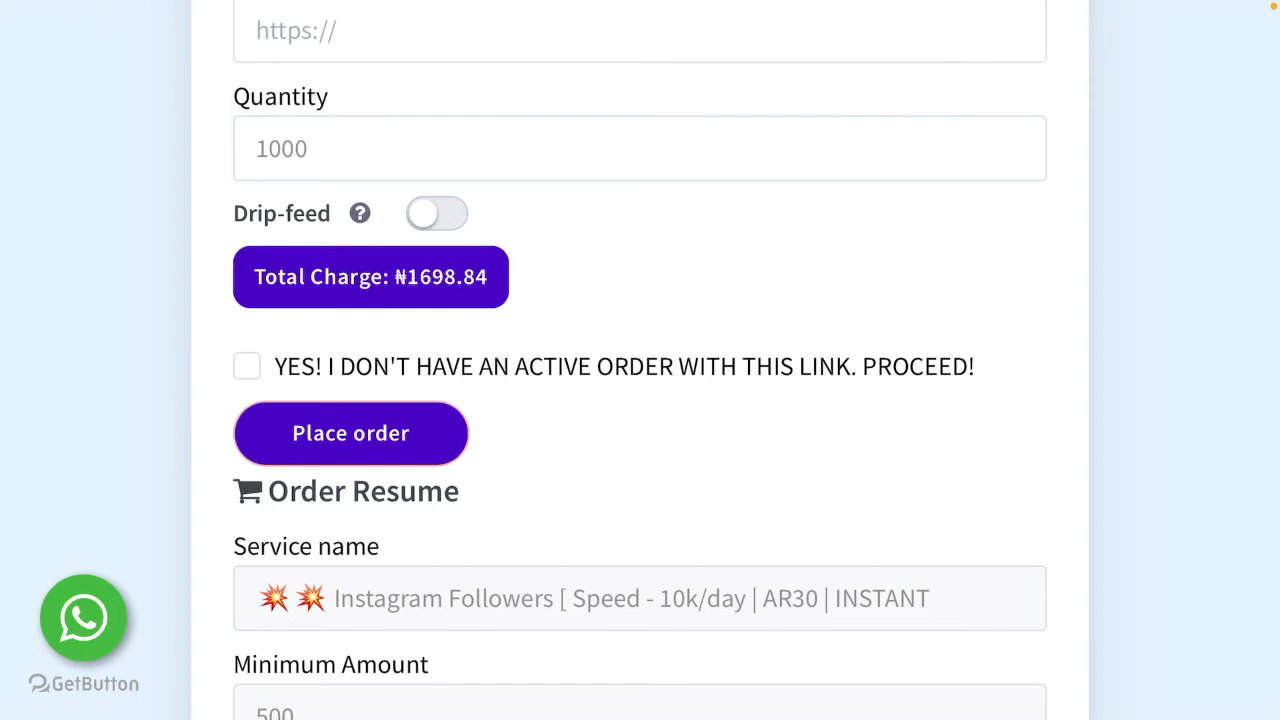 https://
Quantity
1000
Drip-feed
Total Charge: ₦1698.84
YES! I DON'T HAVE AN ACTIVE ORDER WITH THIS LINK. PROCEED!
Place order
Order Resume
Service name
💥 💥 Instagram Followers [ Speed - 10k/day | AR30 | INSTANT
GetButton
Minimum Amount
500